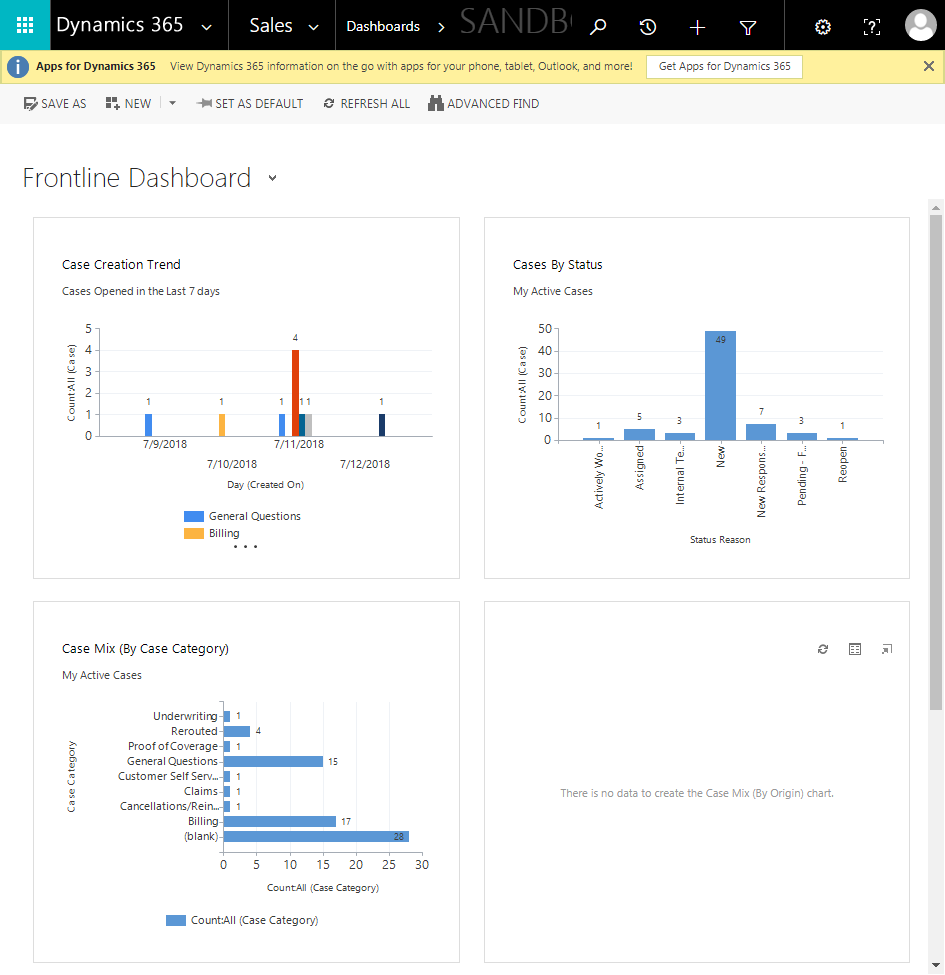 Dynamics 365 Sales Dashboards SANDB
Apps for Dynamics 365 View Dynamics 365 information on the go with apps for your phone, tablet, Outlook, and more! Get Apps for Dynamics 365
SAVE AS NEW SET AS DEFAULT REFRESH ALL ADVANCED FIND
Frontline Dashboard
Case Creation Trend
Cases Opened in the Last 7 days
Count:All (Case)
5
4
3
2
1
0
1 1 1 4 1 1 1
7/9/2018 7/11/2018
7/10/2018 7/12/2018
Day (Created On)
General Questions
Billing
Cases By Status
My Active Cases
Count:All (Case)
50
40
30
20
10
0
1 5 3 49 7 3 1
Actively Wo...
Assigned
Internal Te...
New
New Respons...
Pending - F...
Reopen
Status Reason
Case Mix (By Case Category)
My Active Cases
Case Category
Underwriting 1
Rerouted 4
Proof of Coverage 1
General Questions 15
Customer Self Serv... 1
Claims 1
Cancellations/Rein... 1
Billing 17
(blank) 28
0 5 10 15 20 25 30
Count:All (Case Category)
Count:All (Case Category)
There is no data to create the Case Mix (By Origin) chart.